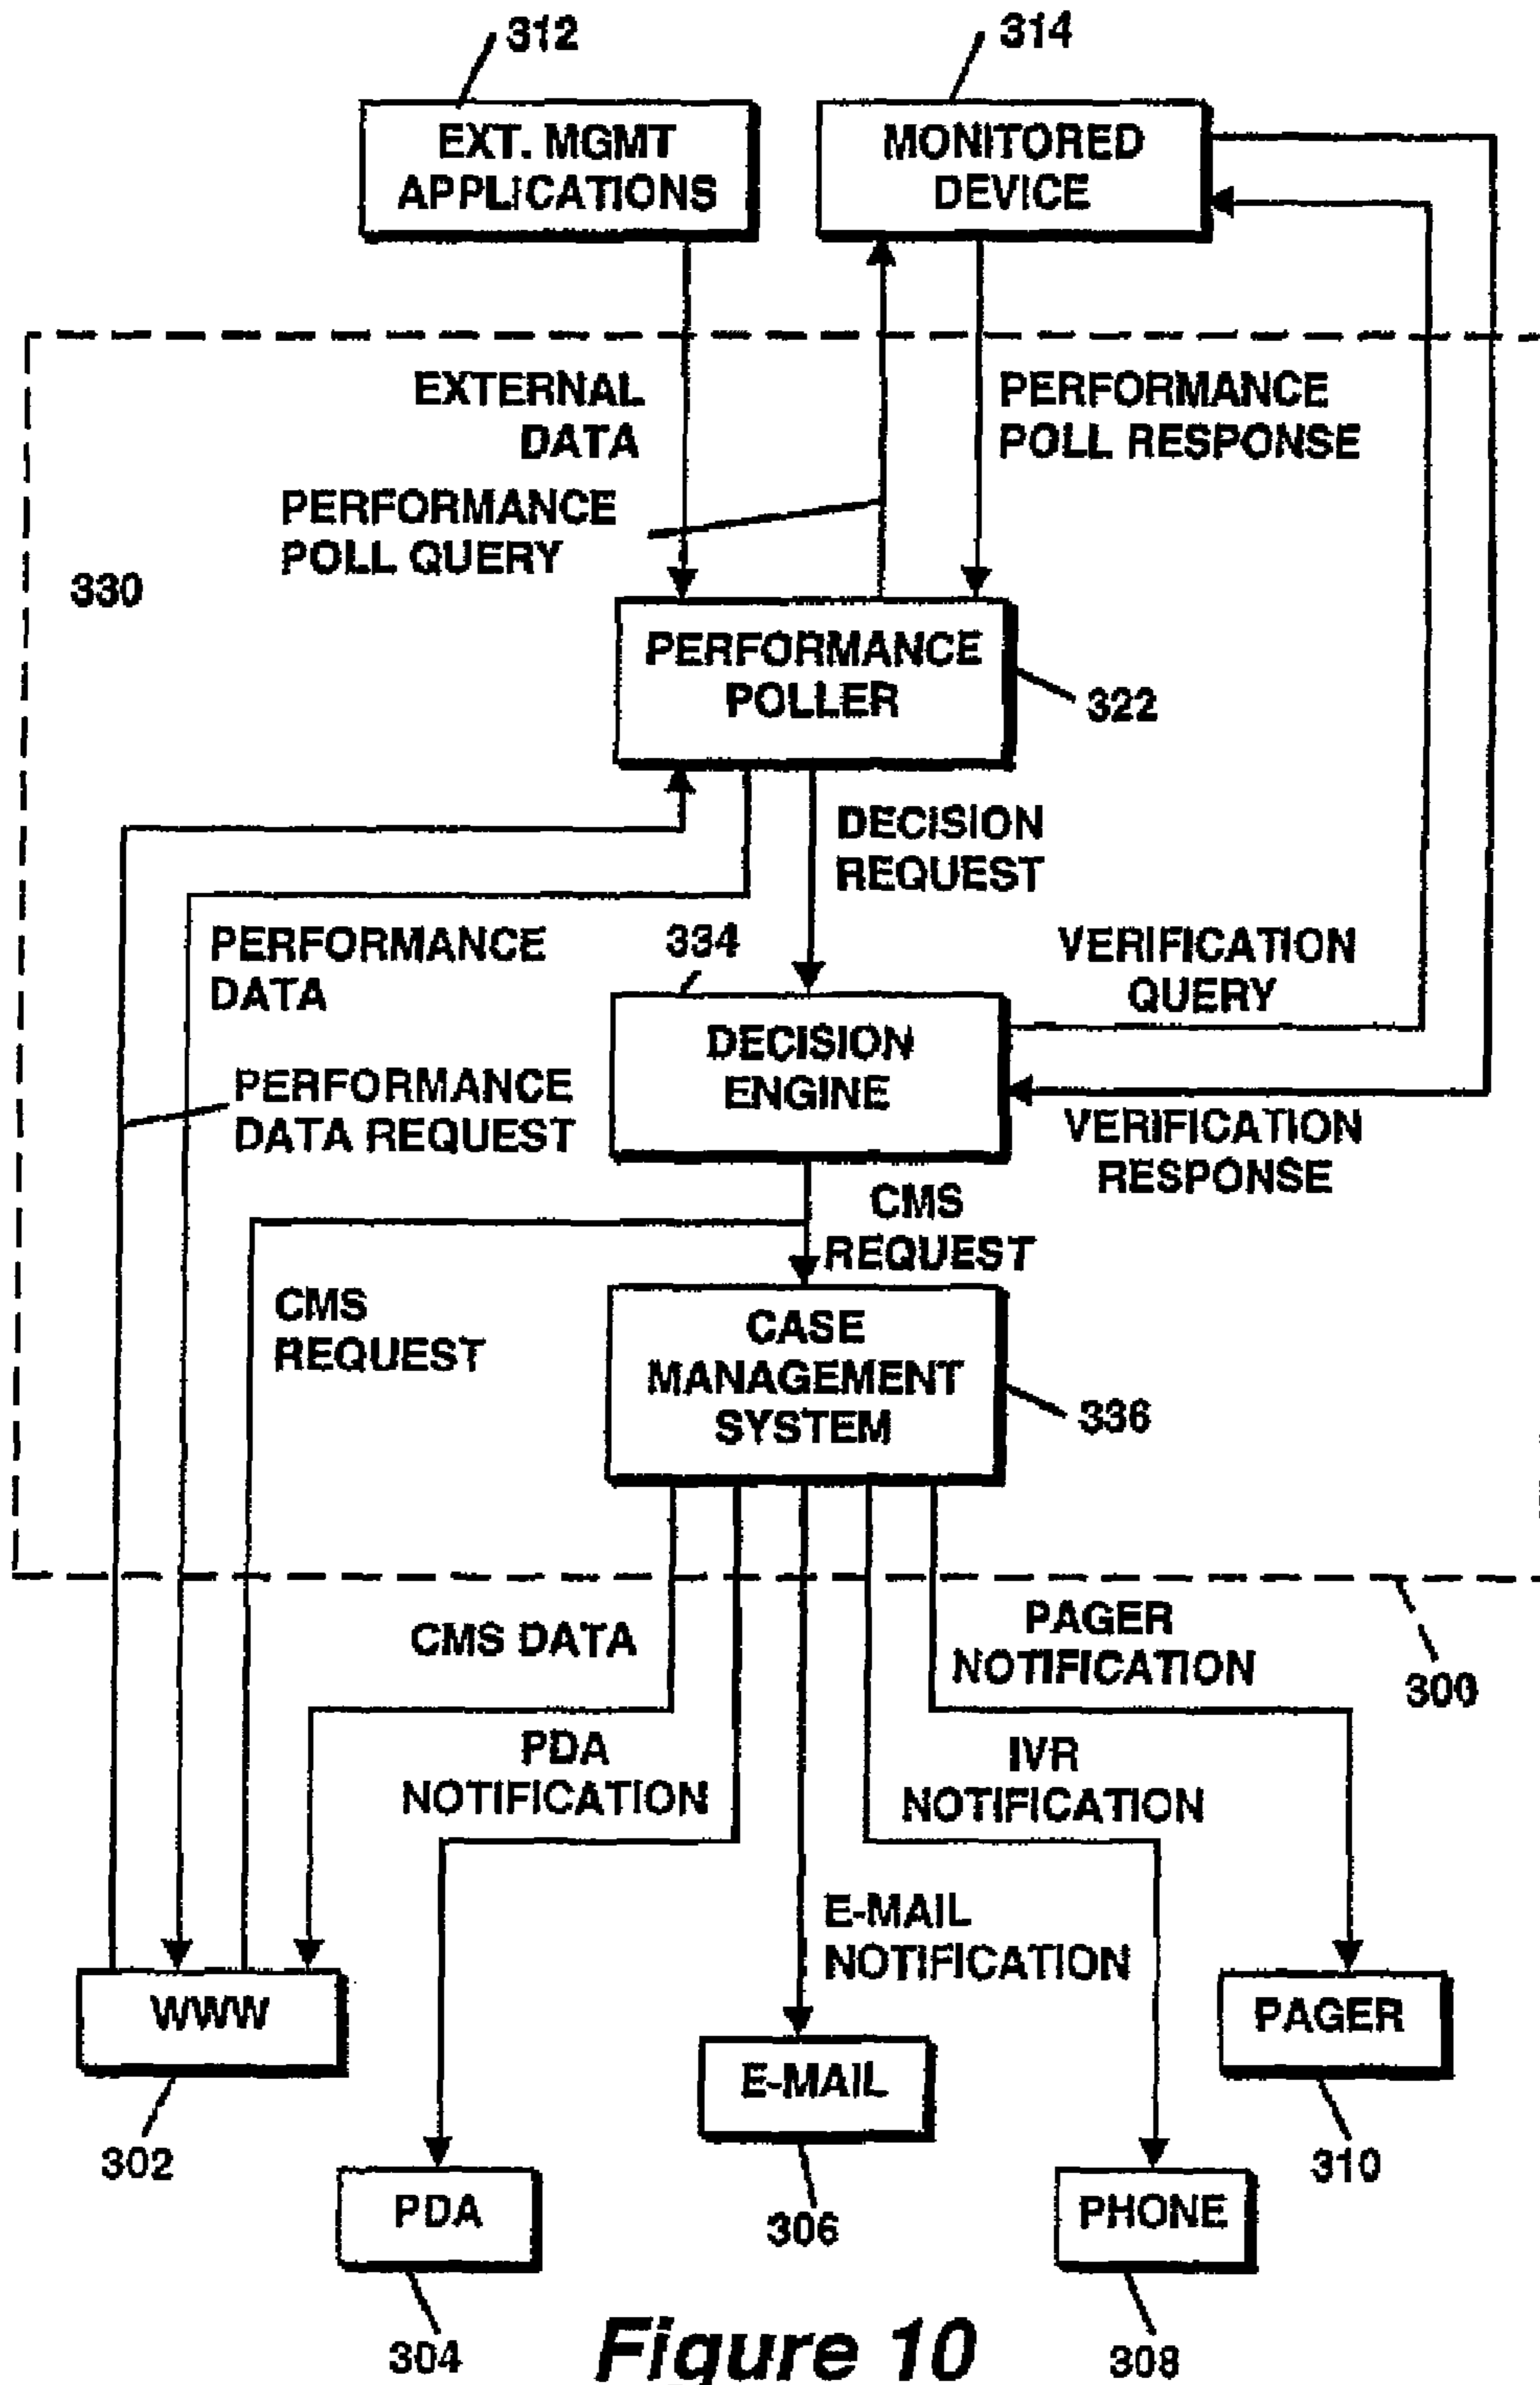 312
314
EXT. MGMT
APPLICATIONS
MONITORED
DEVICE
EXTERNAL
DATA
PERFORMANCE
POLL RESPONSE
PERFORMANCE
POLL QUERY
330
PERFORMANCE
POLLER
322
DECISION
REQUEST
PERFORMANCE
DATA
334
VERIFICATION
QUERY
DECISION
ENGINE
PERFORMANCE
DATA REQUEST
VERIFICATION
RESPONSE
CMS
REQUEST
CMS
REQUEST
CASE
MANAGEMENT
SYSTEM
336
CMS DATA
PAGER
NOTIFICATION
300
PDA
NOTIFICATION
IVR
NOTIFICATION
E-MAIL
NOTIFICATION
WWW
PAGER
E-MAIL
302
310
PDA
306
PHONE
304
308
Figure 10